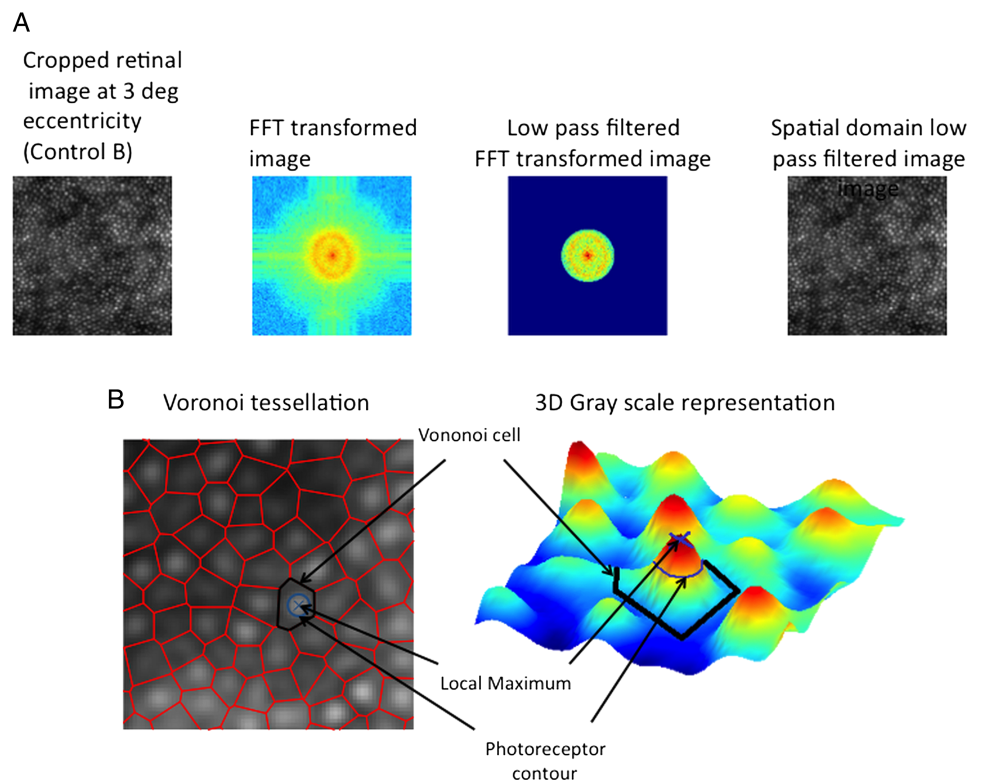 A
Cropped retinal
image at 3 deg
eccentricity
(Control B)
FFT transformed
image
Low pass filtered
FFT transformed image
Spatial domain low
pass filtered image
image
B
Voronoi tessellation
3D Gray scale representation
Vononoi cell
Local Maximum
Photoreceptor
contour